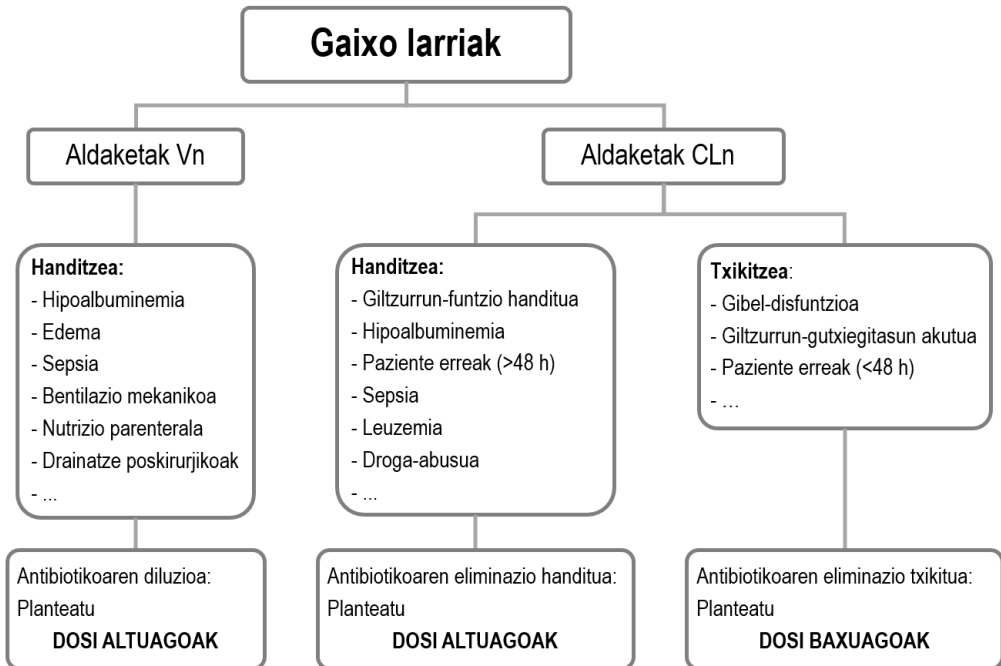 Gaixo larriak
Aldaketak Vn
Aldaketak CLn
Handitzea:
- Hipoalbuminemia
- Edema
- Sepsia
- Bentilazio mekanikoa
- Nutrizio parenterala
- Drainatze poskirurjikoak
- ...
Handitzea:
- Giltzurrun-funtzio handitua
- Hipoalbuminemia
- Paziente erreak (>48 h)
- Sepsia
- Leuzemia
- Droga-abusua
- ...
Txikitzea:
- Gibel-disfuntzioa
- Giltzurrun-gutxiegitasun akutua
- Paziente erreak (<48 h)
- …
Antibiotikoaren diluzioa:
Planteatu
DOSI ALTUAGOAK
Antibiotikoaren eliminazio handitua:
Planteatu
DOSI ALTUAGOAK
Antibiotikoaren eliminazio txikitua:
Planteatu
DOSI BAXUAGOAK